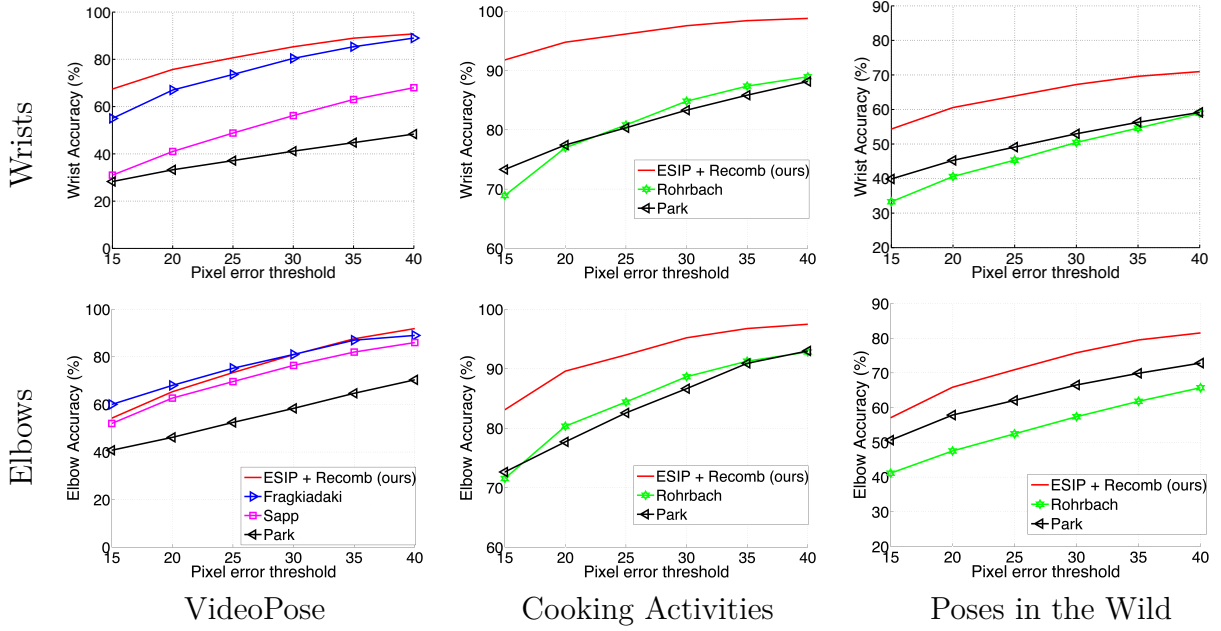 Wrists
Wrist Accuracy (%)
100
80
60
40
20
0
15 20 25 30 35 40
Pixel error threshold
Wrist Accuracy (%)
100
90
80
70
60
ESIP + Recomb (ours)
Rohrbach
Park
15 20 25 30 35 40
Pixel error threshold
Wrist Accuracy (%)
90
80
70
60
50
40
30
20
15 20 25 30 35 40
Pixel error threshold
Elbows
Elbow Accuracy (%)
100
80
60
40
20
0
ESIP + Recomb (ours)
Fragkiadaki
Sapp
Park
15 20 25 30 35 40
Pixel error threshold
VideoPose
Elbow Accuracy (%)
100
90
80
70
60
ESIP + Recomb (ours)
Rohrbach
Park
15 20 25 30 35 40
Pixel error threshold
Cooking Activities
Elbow Accuracy (%)
90
80
70
60
50
40
30
20
ESIP + Recomb (ours)
Rohrbach
Park
15 20 25 30 35 40
Pixel error threshold
Poses in the Wild